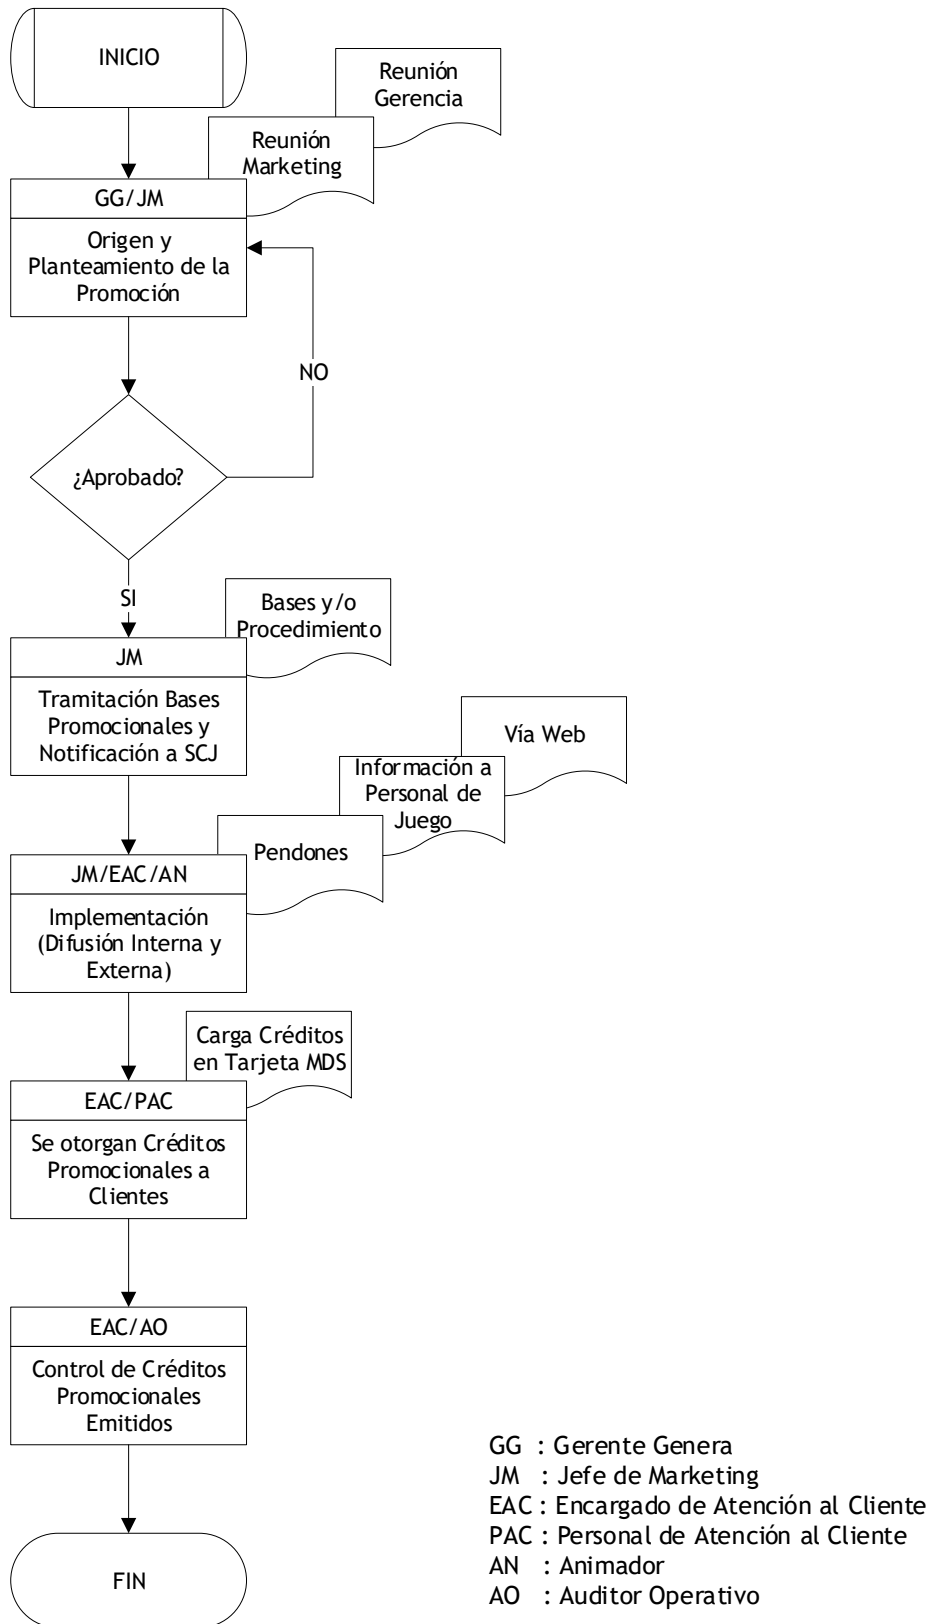 INICIO
Reunión
Gerencia
Reunión
Marketing
GG/JM
Origen y
Planteamiento de la
Promoción
NO
¿Aprobado?
SI
Bases y/o
Procedimiento
JM
Tramitación Bases
Promocionales y
Notificación a SCJ
Vía Web
Información a
Personal de
Juego
Pendones
JM/EAC/AN
Implementación
(Difusión Interna y
Externa)
Carga Créditos
en Tarjeta MDS
EAC/PAC
Se otorgan Créditos
Promocionales a
Clientes
EAC/AO
Control de Créditos
Promocionales
Emitidos
FIN
GG : Gerente Genera
JM : Jefe de Marketing
EAC : Encargado de Atención al Cliente
PAC : Personal de Atención al Cliente
AN : Animador
AO : Auditor Operativo